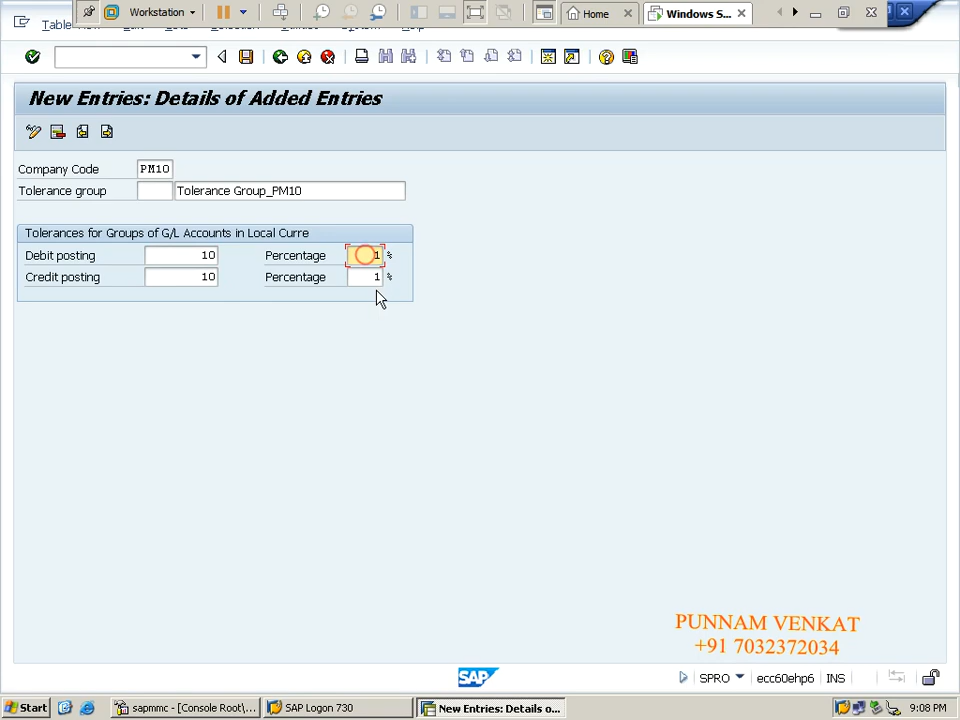 Workstation
Home
Windows S...
New Entries: Details of Added Entries
Company Code PM10
Tolerance group Tolerance Group_PM10
Tolerances for Groups of G/L Accounts in Local Curre
Debit posting 10 Percentage 1 %
Credit posting 10 Percentage 1 %
PUNNAM VENKAT
+91 7032372034
SAP
SPRO ecc60ehp6 INS
Start sapmmc - [Console Root\... SAP Logon 730 New Entries: Details o... 9:08 PM